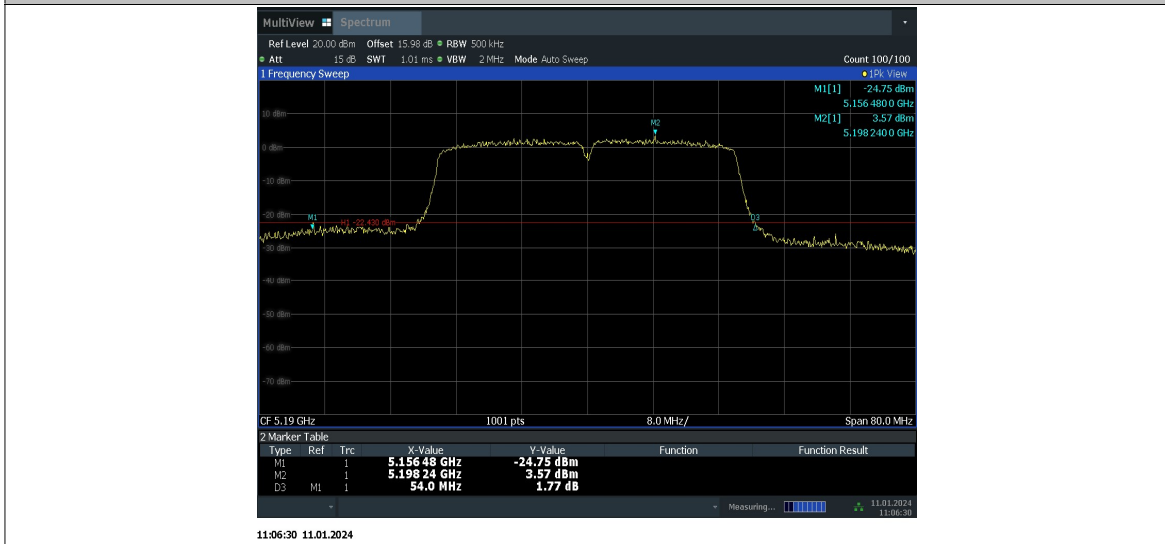 MultiView Spectrum
Ref Level 20.00 dBm Offset 15.98 dB RBW 500 kHz
Att 15 dB SWT 1.01 ms VBW 2 MHz Mode Auto Sweep Count 100/100
1 Frequency Sweep 1Pk View
M1[1] -24.75 dBm
5.156 480 0 GHz
M2[1] 3.57 dBm
5.198 240 0 GHz
10 dBm
M2
0 dBm
-10 dBm
-20 dBm
M1
H1 -22.430 dBm
D3
-30 dBm
-40 dBm
-50 dBm
-60 dBm
-70 dBm
CF 5.19 GHz 1001 pts 8.0 MHz/ Span 80.0 MHz
2 Marker Table
Type Ref Trc X-Value Y-Value Function Function Result
M1 1 5.156 48 GHz -24.75 dBm
M2 1 5.198 24 GHz 3.57 dBm
D3 M1 1 54.0 MHz 1.77 dB
Measuring... 11.01.2024
11:06:30
11:06:30 11.01.2024